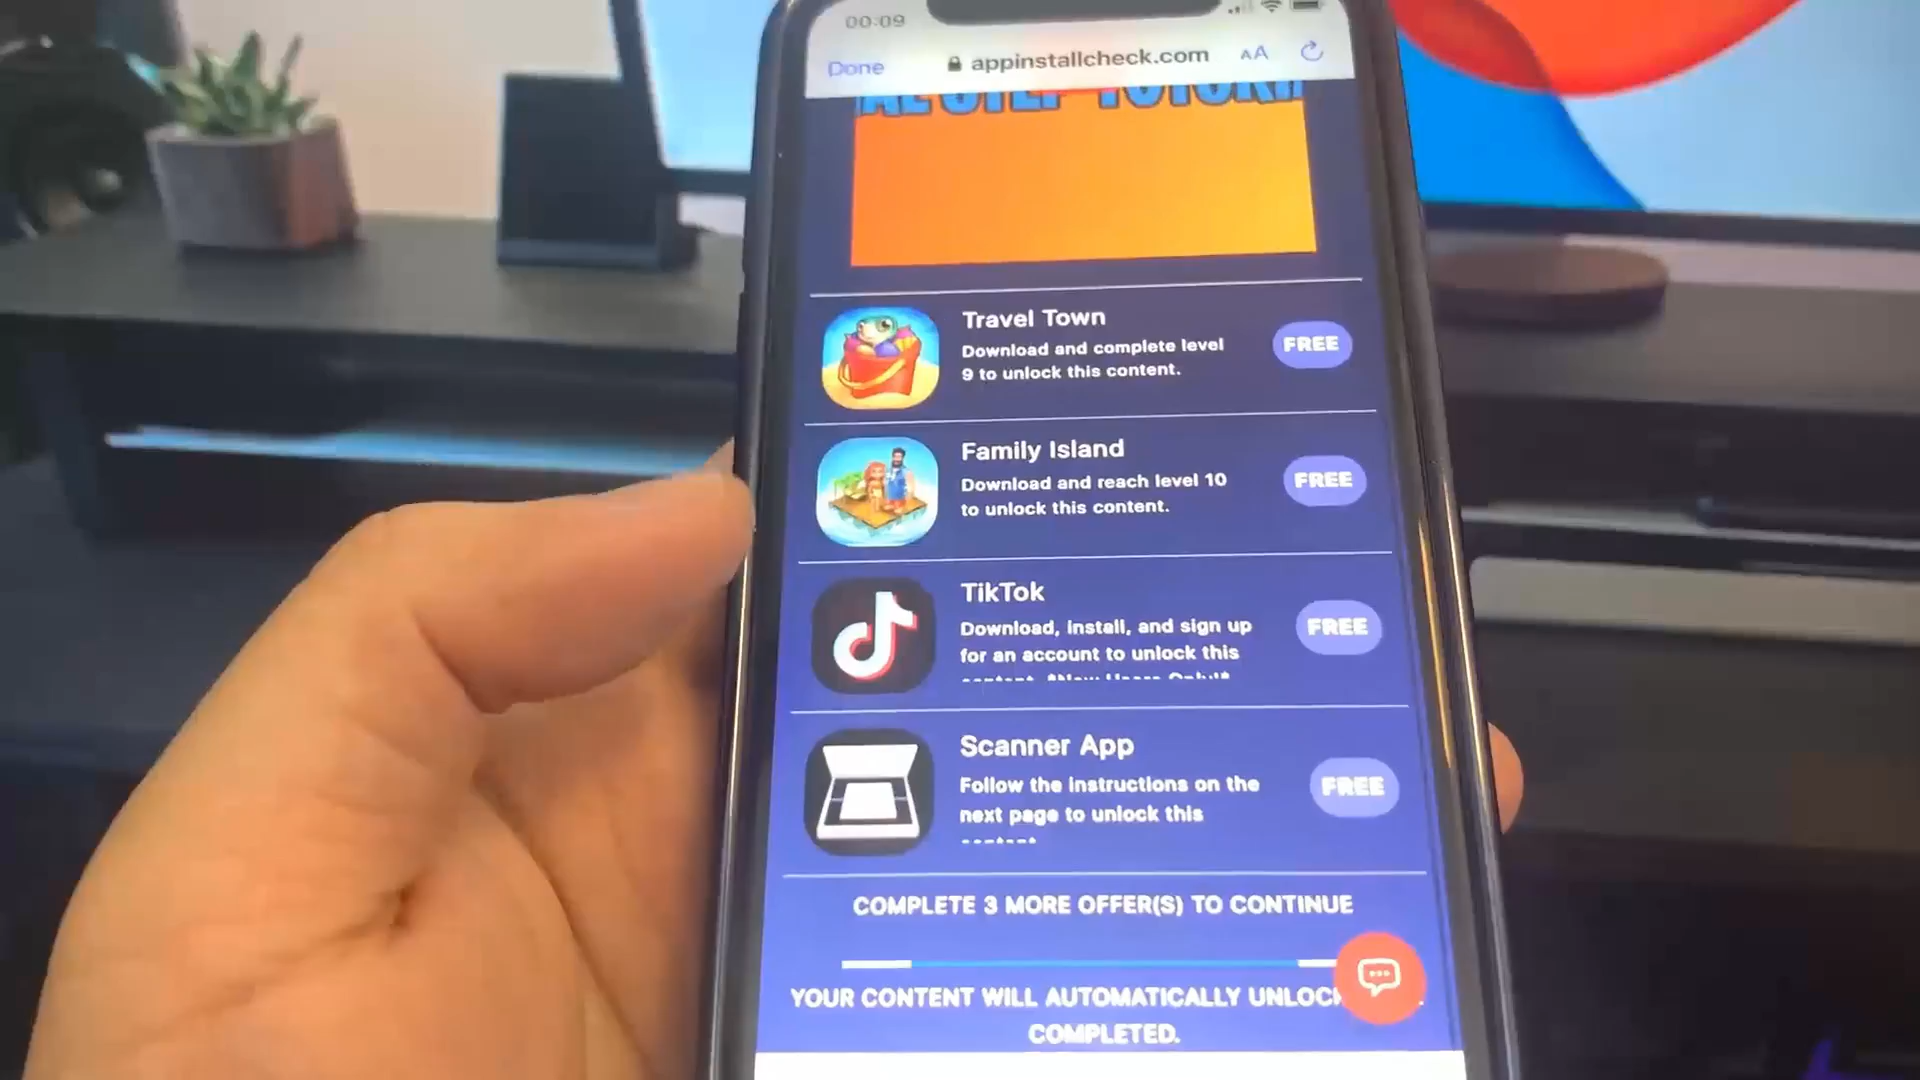 00:09
Done
appinstallcheck.com
AA
Travel Town
Download and complete level
9 to unlock this content.
FREE
Family Island
Download and reach level 10
to unlock this content.
FREE
TikTok
Download, install, and sign up
for an account to unlock this
FREE
Scanner App
Follow the instructions on the
next page to unlock this
FREE
COMPLETE 3 MORE OFFER(S) TO CONTINUE
YOUR CONTENT WILL AUTOMATICALLY
COMPLETED.